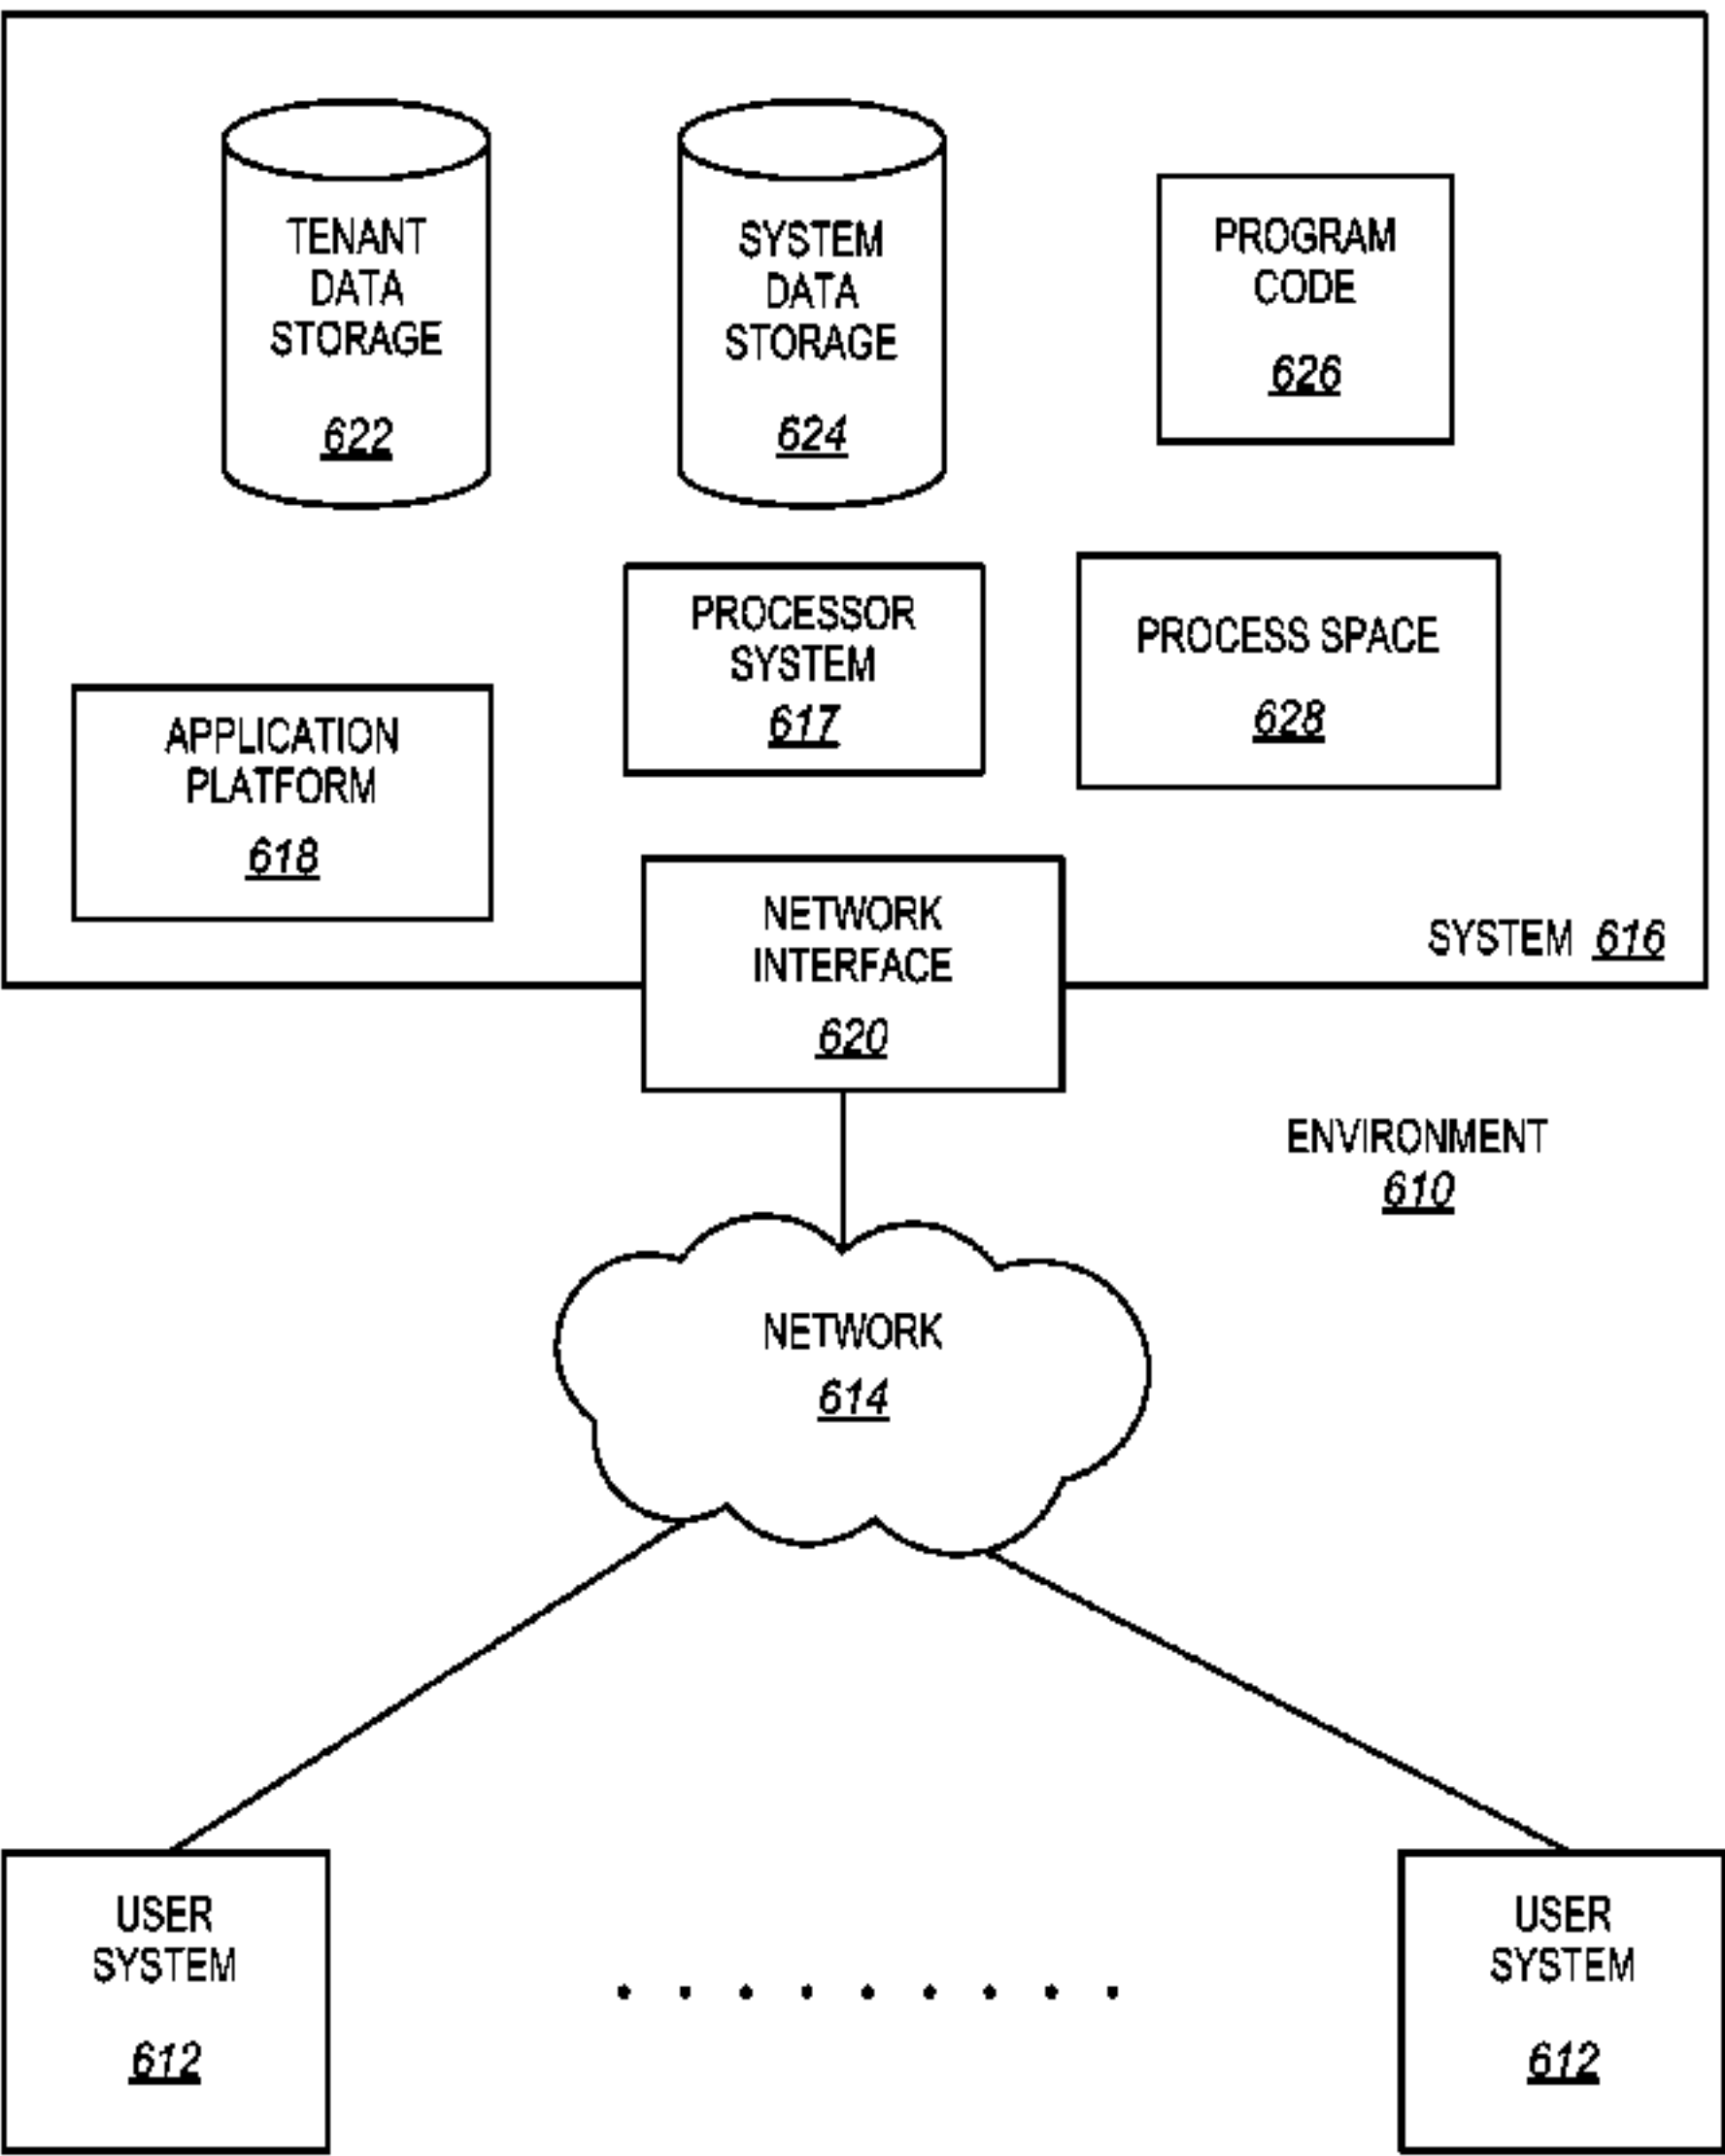 TENANT
DATA
STORAGE
622
SYSTEM
DATA
STORAGE
624
PROGRAM
CODE
626
PROCESSOR
SYSTEM
617
PROCESS SPACE
628
APPLICATION
PLATFORM
618
NETWORK
INTERFACE
620
SYSTEM 616
ENVIRONMENT
610
NETWORK
614
USER
SYSTEM
612
USER
SYSTEM
612